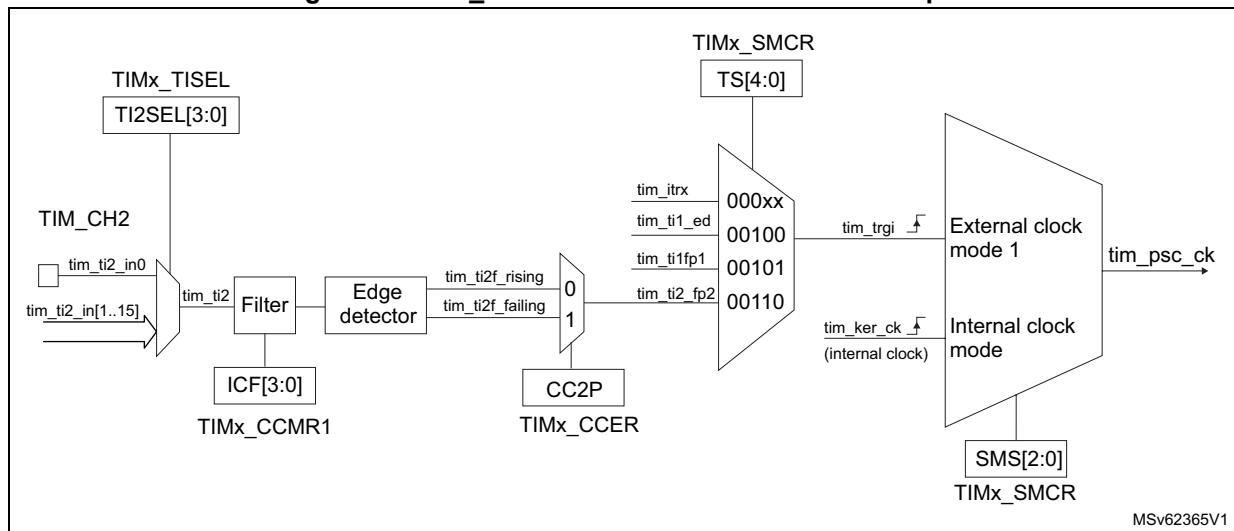 TIMx_SMCR
TS[4:0]
TIMx_TISEL
TI2SEL[3:0]
TIM_CH2
tim_ti2_in0
tim_ti2_in[1..15]
tim_ti2
Filter
ICF[3:0]
TIMx_CCMR1
Edge
detector
tim_ti2f_rising
tim_ti2f_failing
0
1
CC2P
TIMx_CCER
tim_itrx
000xx
tim_ti1_ed
00100
tim_ti1fp1
00101
tim_ti2_fp2
00110
tim_trgi
External clock
mode 1
tim_ker_ck
(internal clock)
Internal clock
mode
tim_psc_ck
SMS[2:0]
TIMx_SMCR
MSv62365V1